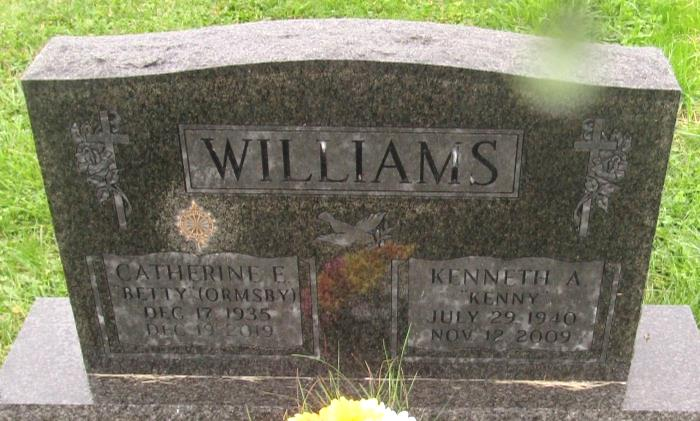 WILLIAMS
CATHERINE E.
"BETTY" (ORMSBY)
DEC 17, 1935
DEC 19, 2019
KENNETH A.
"KENNY"
JULY 29, 1940
NOV 12, 2009